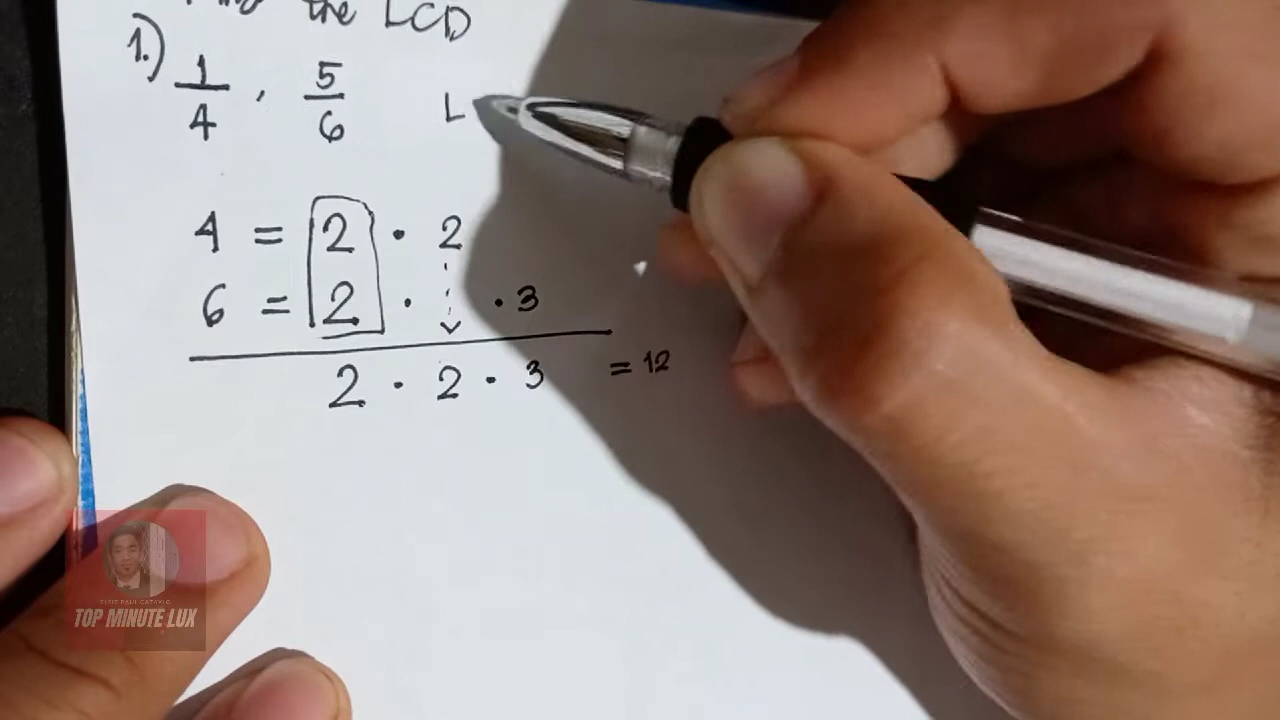 the LCD
1.) 1/4 , 5/6 L
4 = 2 · 2
6 = 2 · · 3
2 · 2 · 3 = 12
TOP MINUTE LUX